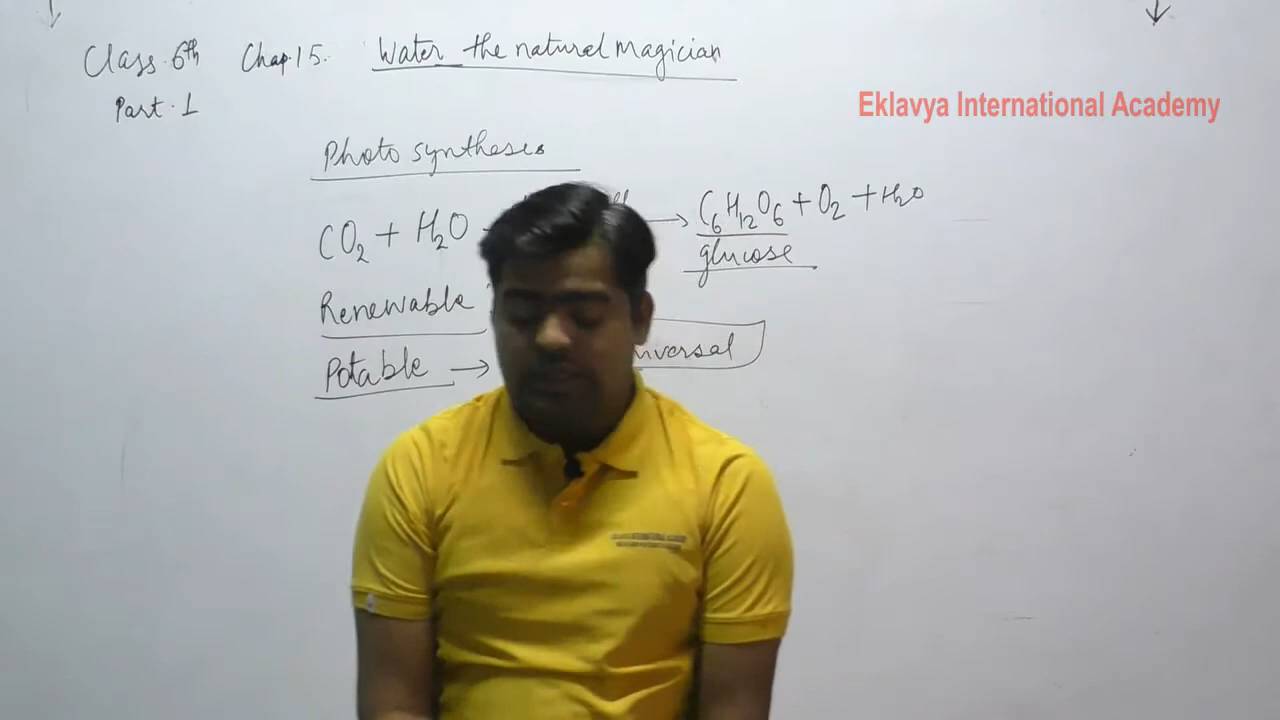 Class 6th Chap. 15. Water the natural magician
Part. 1
Eklavya International Academy
Photo synthesis
CO2 + H2O → C6H12O6 + O2 + H2O
glucose
Renewable
Potable →